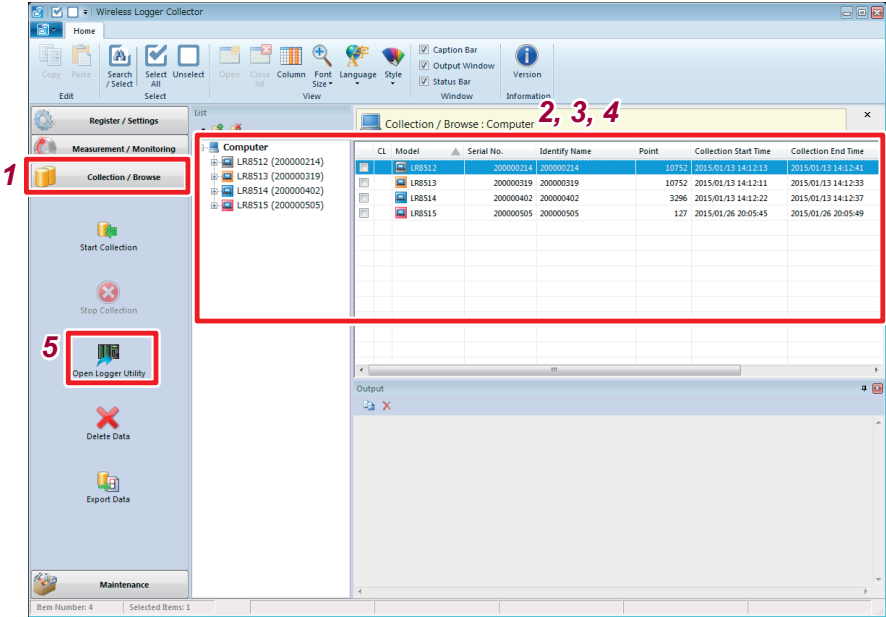 Wireless Logger Collector
Home
Copy Paste Search / Select Select All Unselect Open Close All Column Font Size Language Style Caption Bar Output Window Status Bar Version
Edit Select View Window Information
Register / Settings
Measurement / Monitoring
1 Collection / Browse
Start Collection
Stop Collection
5
Open Logger Utility
Delete Data
Export Data
Maintenance
List
Computer
LR8512 (200000214)
LR8513 (200000319)
LR8514 (200000402)
LR8515 (200000505)
Collection / Browse : Computer
2, 3, 4
CL Model Serial No. Identify Name Point Collection Start Time Collection End Time
LR8512 200000214 200000214 10752 2015/01/13 14:12:13 2015/01/13 14:12:41
LR8513 200000319 200000319 10752 2015/01/13 14:12:11 2015/01/13 14:12:33
LR8514 200000402 200000402 3296 2015/01/13 14:12:22 2015/01/13 14:12:37
LR8515 200000505 200000505 127 2015/01/26 20:05:45 2015/01/26 20:05:49
Output
Item Number: 4 Selected Items: 1